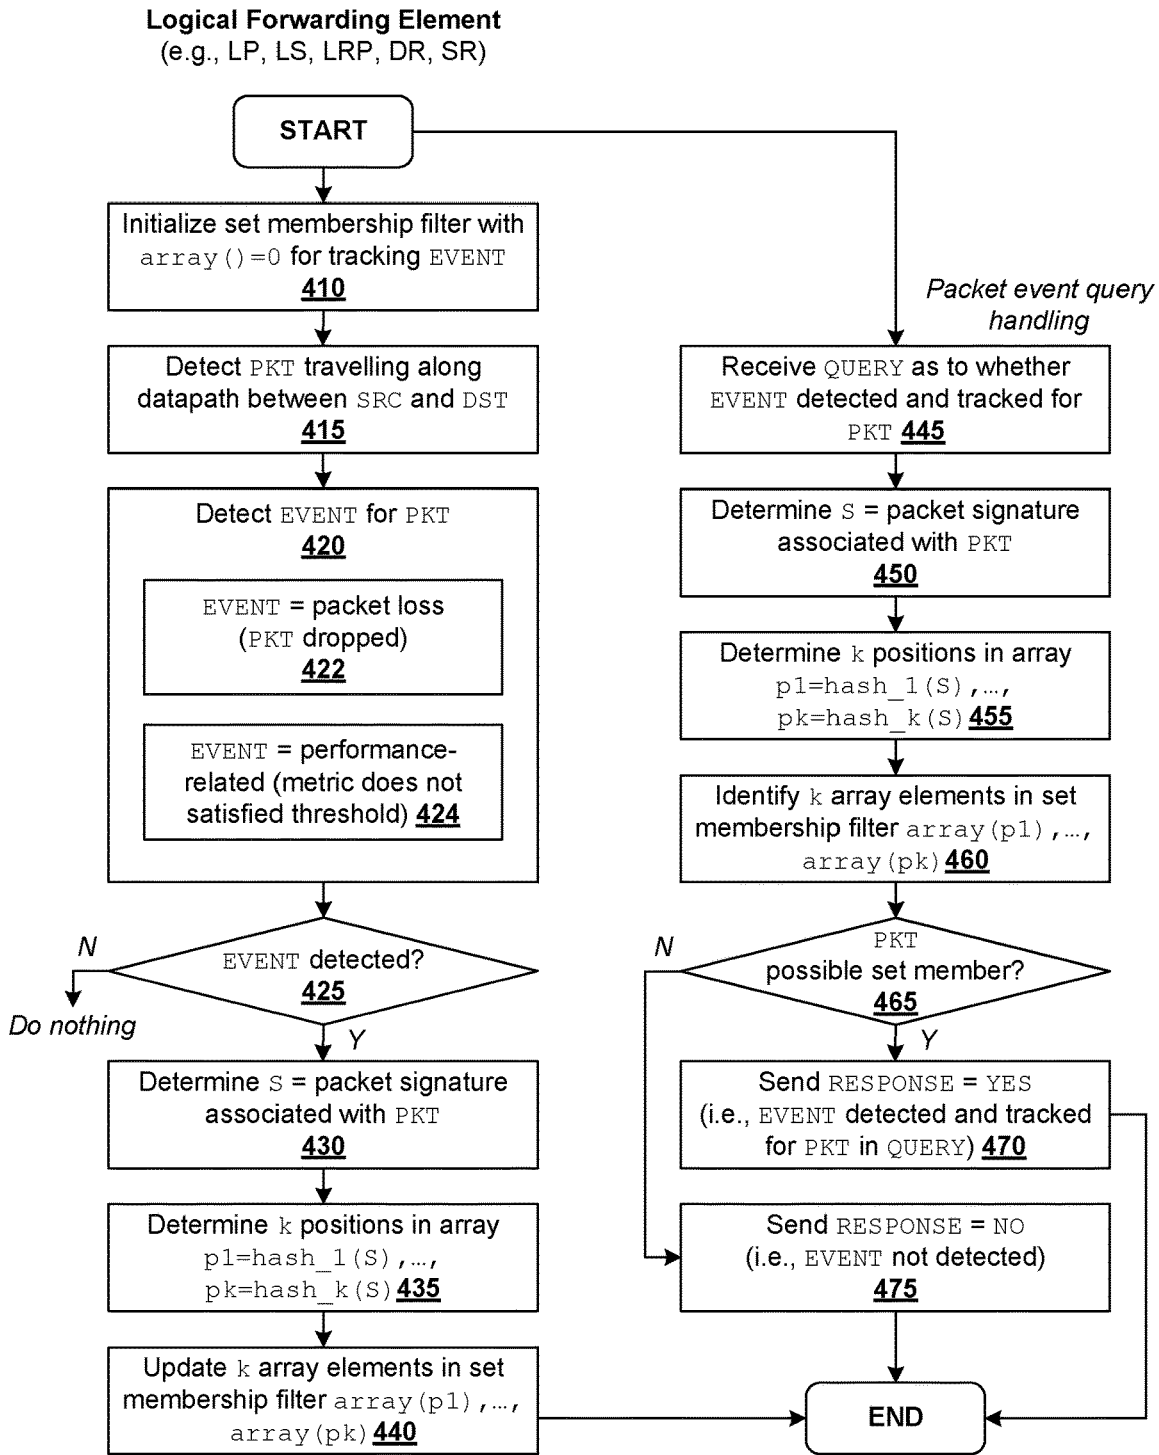 Logical Forwarding Element
(e.g., LP, LS, LRP, DR, SR)
START
Initialize set membership filter with
array()=0 for tracking EVENT
410
Detect PKT travelling along
datapath between SRC and DST
415
Detect EVENT for PKT
420
EVENT = packet loss
(PKT dropped)
422
EVENT = performance-
related (metric does not
satisfied threshold) 424
N
EVENT detected?
425
Do nothing
Y
Determine S = packet signature
associated with PKT
430
Determine k positions in array
p1=hash_1(S),…,
pk=hash_k(S) 435
Update k array elements in set
membership filter array(p1),…,
array(pk) 440
Packet event query
handling
Receive QUERY as to whether
EVENT detected and tracked for
PKT 445
Determine S = packet signature
associated with PKT
450
Determine k positions in array
p1=hash_1(S),…,
pk=hash_k(S) 455
Identify k array elements in set
membership filter array(p1),…,
array(pk) 460
N
PKT
possible set member?
465
Y
Send RESPONSE = YES
(i.e., EVENT detected and tracked
for PKT in QUERY) 470
Send RESPONSE = NO
(i.e., EVENT not detected)
475
END